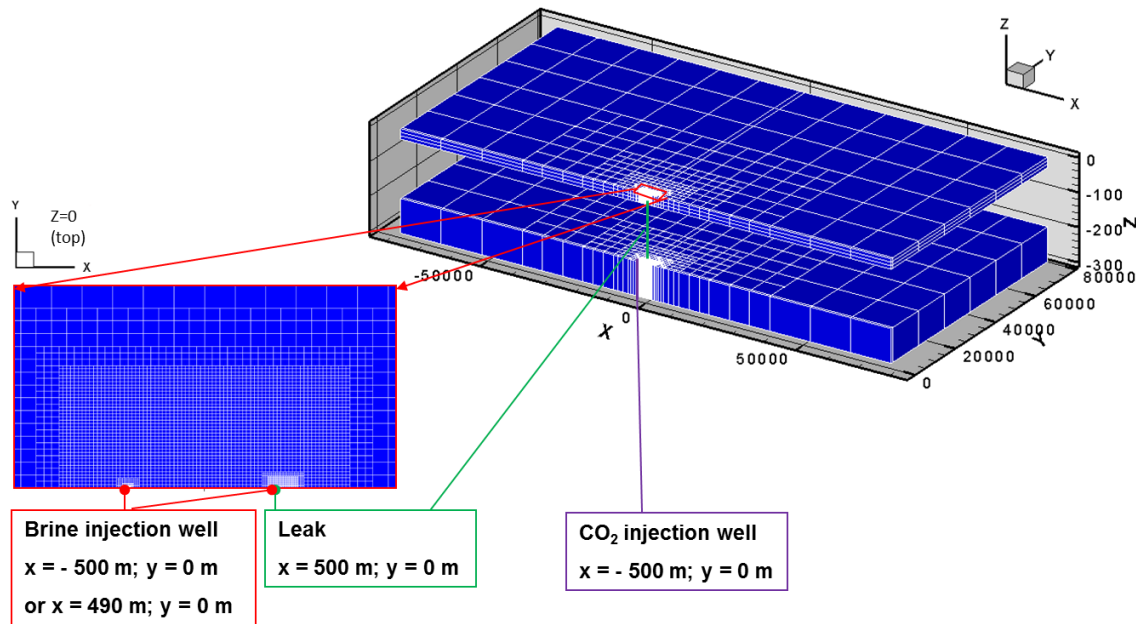 Z
Y
X
0
-100
-200
-300
Z
80000
60000
40000
20000
0
Y
-50000
0
50000
X
Y
Z=0
(top)
X
Brine injection well
x = - 500 m; y = 0 m
or x = 490 m; y = 0 m
Leak
x = 500 m; y = 0 m
CO₂ injection well
x = - 500 m; y = 0 m